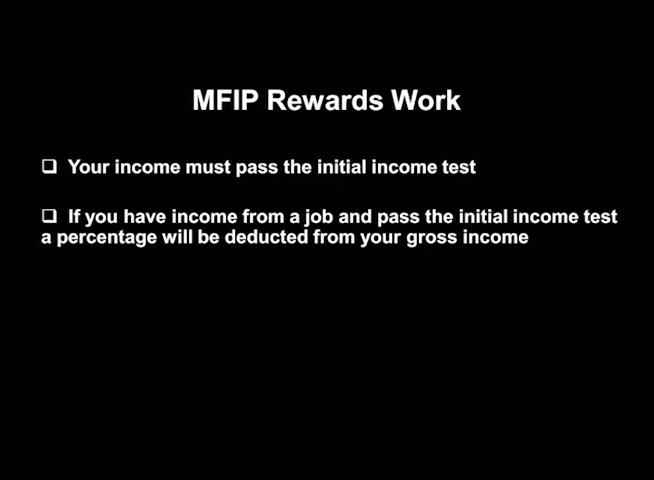 MFIP Rewards Work
❑ Your income must pass the initial income test
❑ If you have income from a job and pass the initial income test
a percentage will be deducted from your gross income